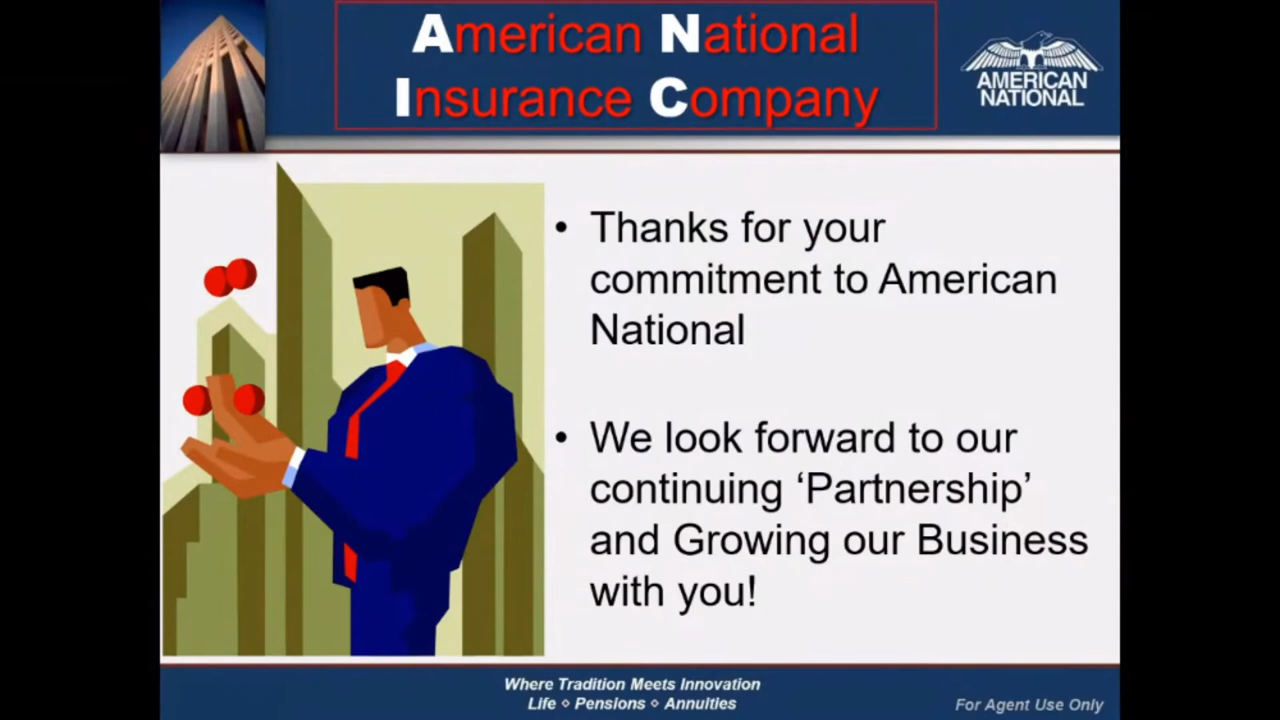 American National
Insurance Company
AMERICAN
NATIONAL
• Thanks for your
commitment to American
National
• We look forward to our
continuing ‘Partnership’
and Growing our Business
with you!
Where Tradition Meets Innovation
Life ⋄ Pensions ⋄ Annuities
For Agent Use Only